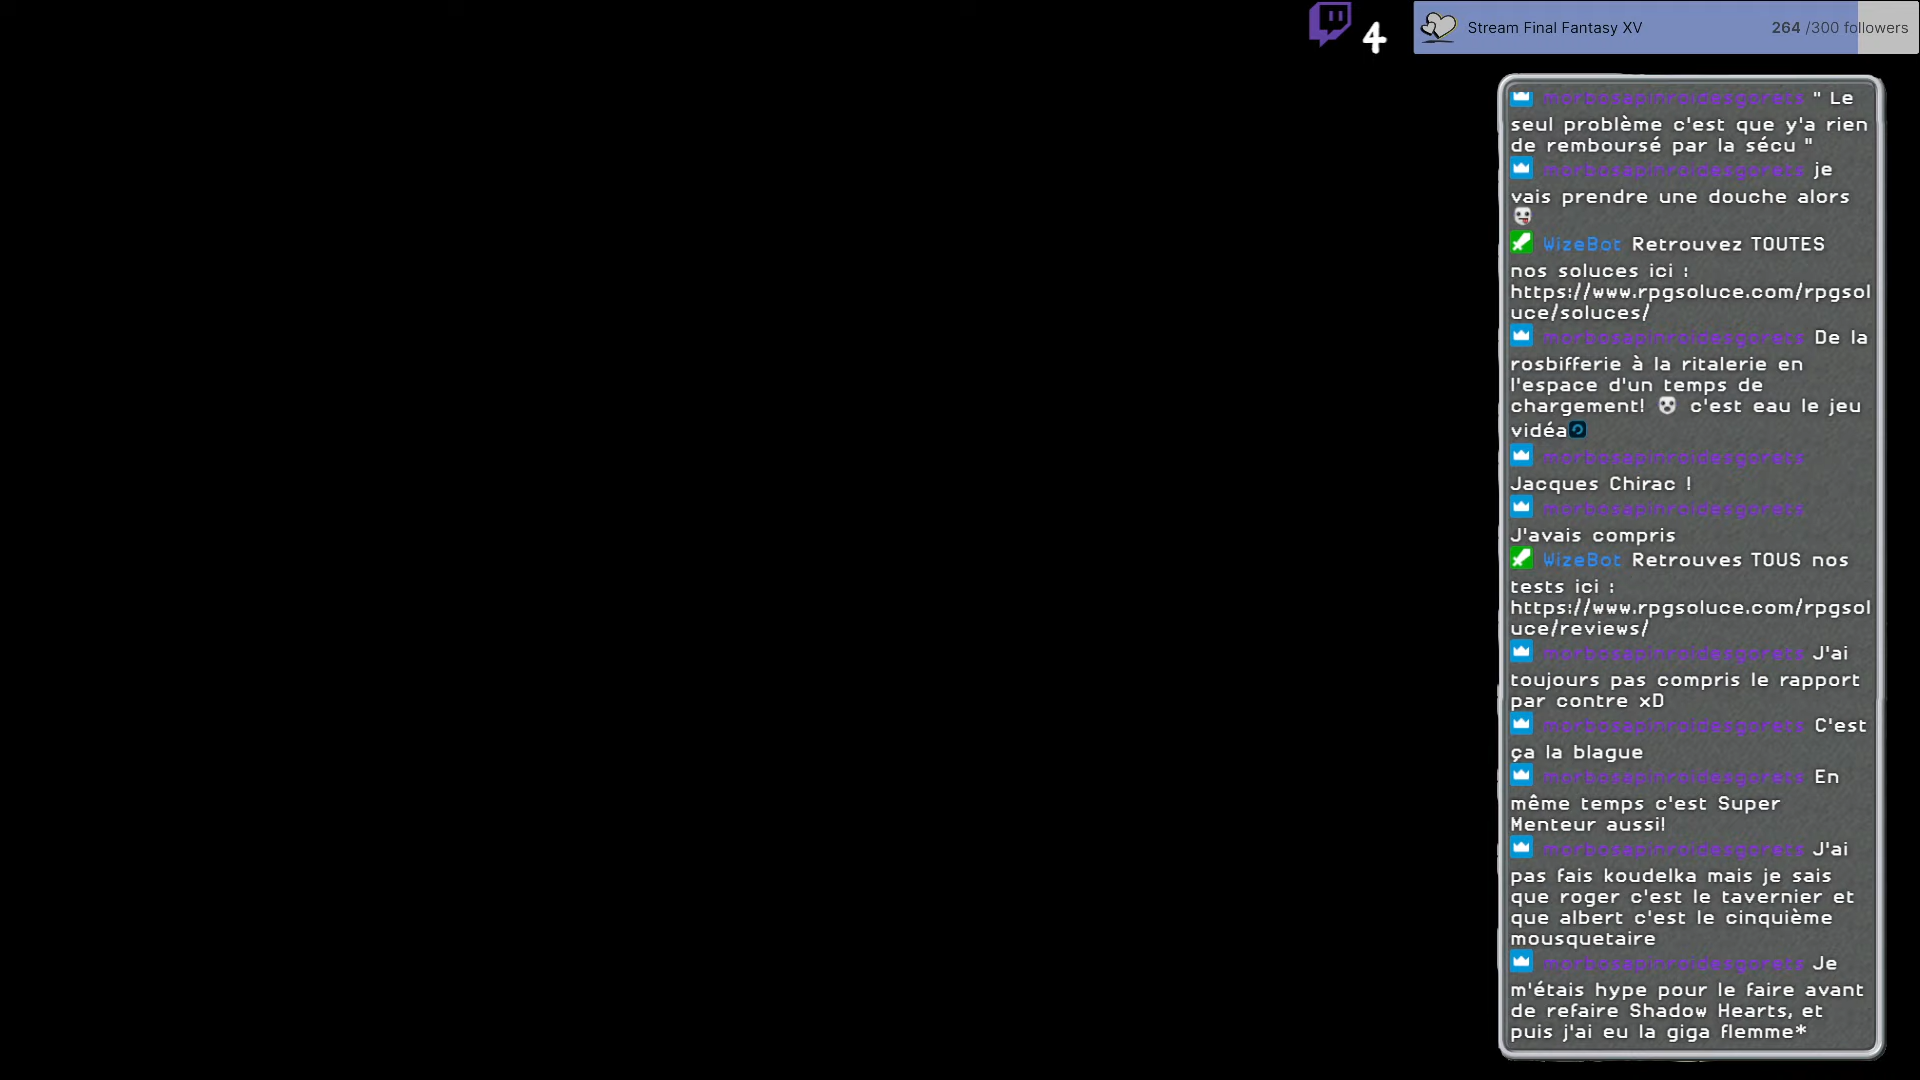 4
Stream Final Fantasy XV 264 /300 followers
morbosapinroidesgorets " Le
seul problème c'est que y'a rien
de remboursé par la sécu "
morbosapinroidesgorets je
vais prendre une douche alors
WizeBot Retrouvez TOUTES
nos soluces ici :
https://www.rpgsoluce.com/rpgsol
uce/soluces/
morbosapinroidesgorets De la
rosbifferie à la ritalerie en
l'espace d'un temps de
chargement! c'est eau le jeu
vidéa
morbosapinroidesgorets
Jacques Chirac !
morbosapinroidesgorets
J'avais compris
WizeBot Retrouves TOUS nos
tests ici :
https://www.rpgsoluce.com/rpgsol
uce/reviews/
morbosapinroidesgorets J'ai
toujours pas compris le rapport
par contre xD
morbosapinroidesgorets C'est
ça la blague
morbosapinroidesgorets En
même temps c'est Super
Menteur aussi!
morbosapinroidesgorets J'ai
pas fais koudelka mais je sais
que roger c'est le tavernier et
que albert c'est le cinquième
mousquetaire
morbosapinroidesgorets Je
m'étais hype pour le faire avant
de refaire Shadow Hearts, et
puis j'ai eu la giga flemme*